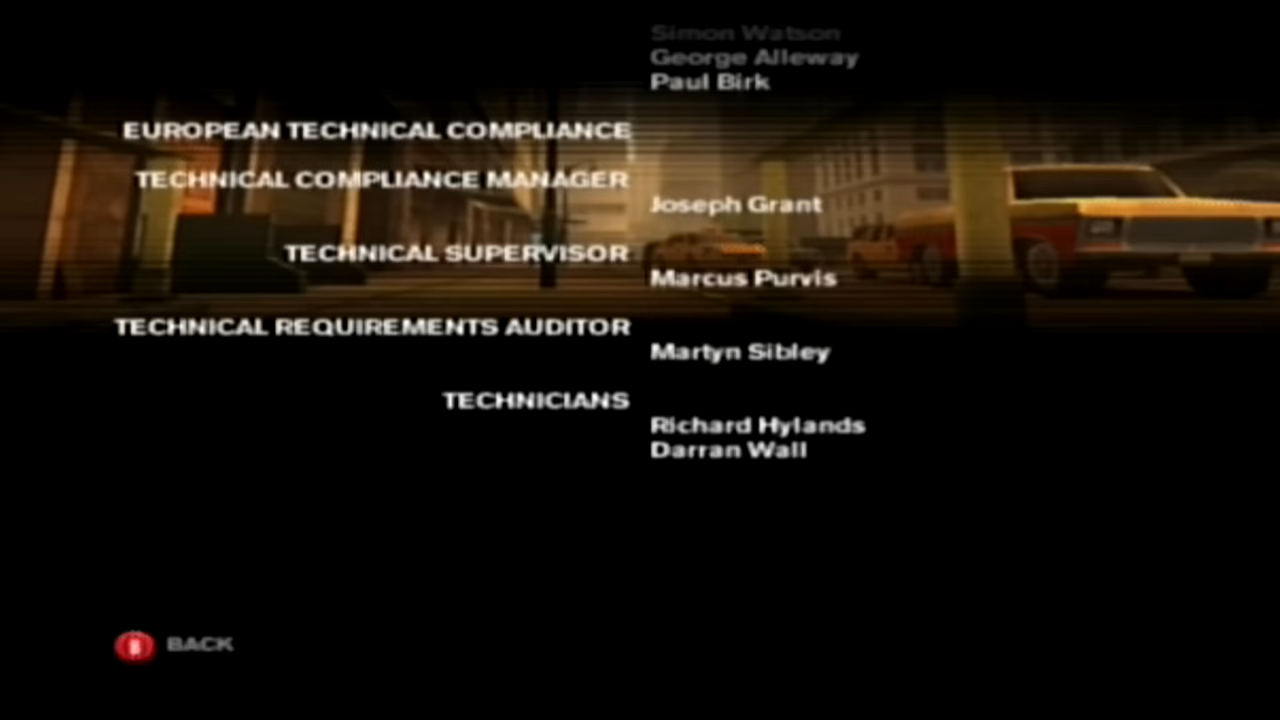 Simon Watson
George Alleway
Paul Birk
EUROPEAN TECHNICAL COMPLIANCE
TECHNICAL COMPLIANCE MANAGER
Joseph Grant
TECHNICAL SUPERVISOR
Marcus Purvis
TECHNICAL REQUIREMENTS AUDITOR
Martyn Sibley
TECHNICIANS
Richard Hylands
Darran Wall
B BACK